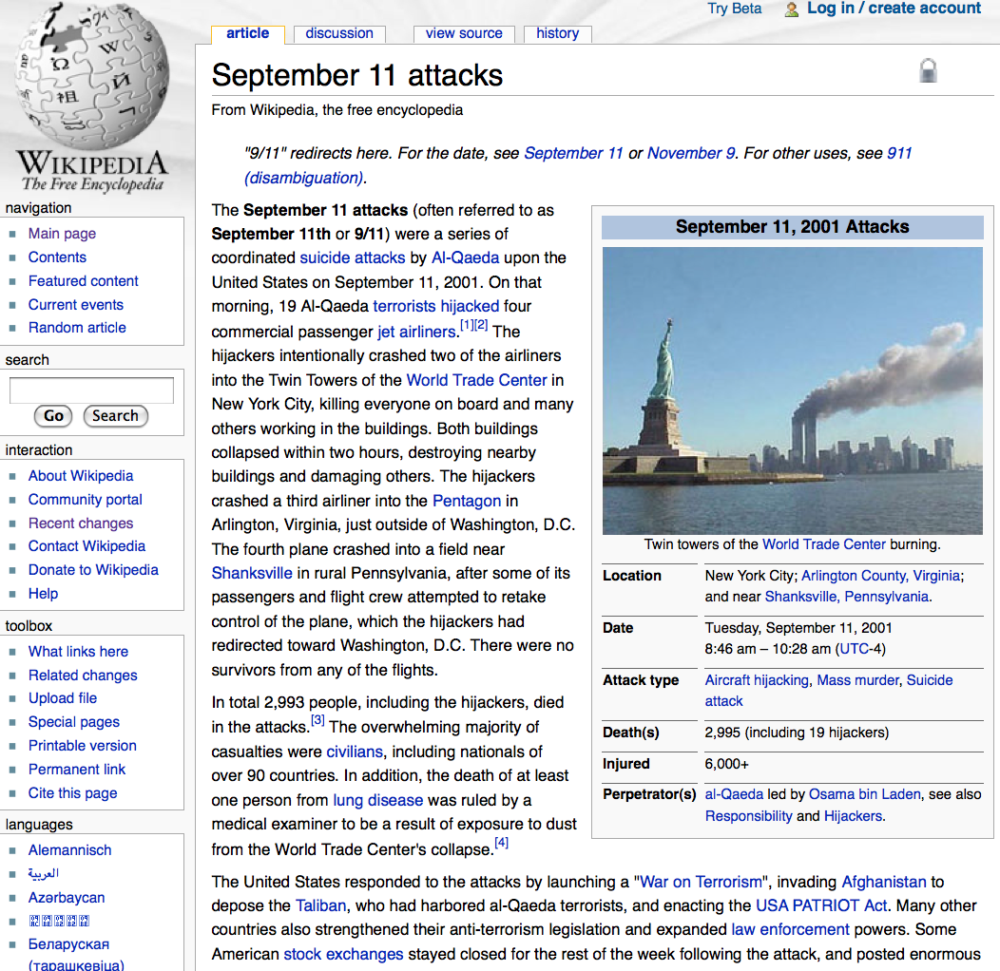 Try Beta
Log in / create account
article
discussion
view source
history
September 11 attacks
From Wikipedia, the free encyclopedia
"9/11" redirects here. For the date, see September 11 or November 9. For other uses, see 911
(disambiguation).
WIKIPEDIA
The Free Encyclopedia
navigation
Main page
Contents
Featured content
Current events
Random article
search
Go
Search
interaction
About Wikipedia
Community portal
Recent changes
Contact Wikipedia
Donate to Wikipedia
Help
toolbox
What links here
Related changes
Upload file
Special pages
Printable version
Permanent link
Cite this page
languages
Alemannisch
العربية
Azərbaycan
Беларуская
(тарашкевіца)
The September 11 attacks (often referred to as
September 11th or 9/11) were a series of
coordinated suicide attacks by Al-Qaeda upon the
United States on September 11, 2001. On that
morning, 19 Al-Qaeda terrorists hijacked four
commercial passenger jet airliners.[1][2] The
hijackers intentionally crashed two of the airliners
into the Twin Towers of the World Trade Center in
New York City, killing everyone on board and many
others working in the buildings. Both buildings
collapsed within two hours, destroying nearby
buildings and damaging others. The hijackers
crashed a third airliner into the Pentagon in
Arlington, Virginia, just outside of Washington, D.C.
The fourth plane crashed into a field near
Shanksville in rural Pennsylvania, after some of its
passengers and flight crew attempted to retake
control of the plane, which the hijackers had
redirected toward Washington, D.C. There were no
survivors from any of the flights.
In total 2,993 people, including the hijackers, died
in the attacks.[3] The overwhelming majority of
casualties were civilians, including nationals of
over 90 countries. In addition, the death of at least
one person from lung disease was ruled by a
medical examiner to be a result of exposure to dust
from the World Trade Center's collapse.[4]
The United States responded to the attacks by launching a "War on Terrorism", invading Afghanistan to
depose the Taliban, who had harbored al-Qaeda terrorists, and enacting the USA PATRIOT Act. Many other
countries also strengthened their anti-terrorism legislation and expanded law enforcement powers. Some
American stock exchanges stayed closed for the rest of the week following the attack, and posted enormous
September 11, 2001 Attacks
Twin towers of the World Trade Center burning.
Location New York City; Arlington County, Virginia;
and near Shanksville, Pennsylvania.
Date Tuesday, September 11, 2001
8:46 am – 10:28 am (UTC-4)
Attack type Aircraft hijacking, Mass murder, Suicide
attack
Death(s) 2,995 (including 19 hijackers)
Injured 6,000+
Perpetrator(s) al-Qaeda led by Osama bin Laden, see also
Responsibility and Hijackers.